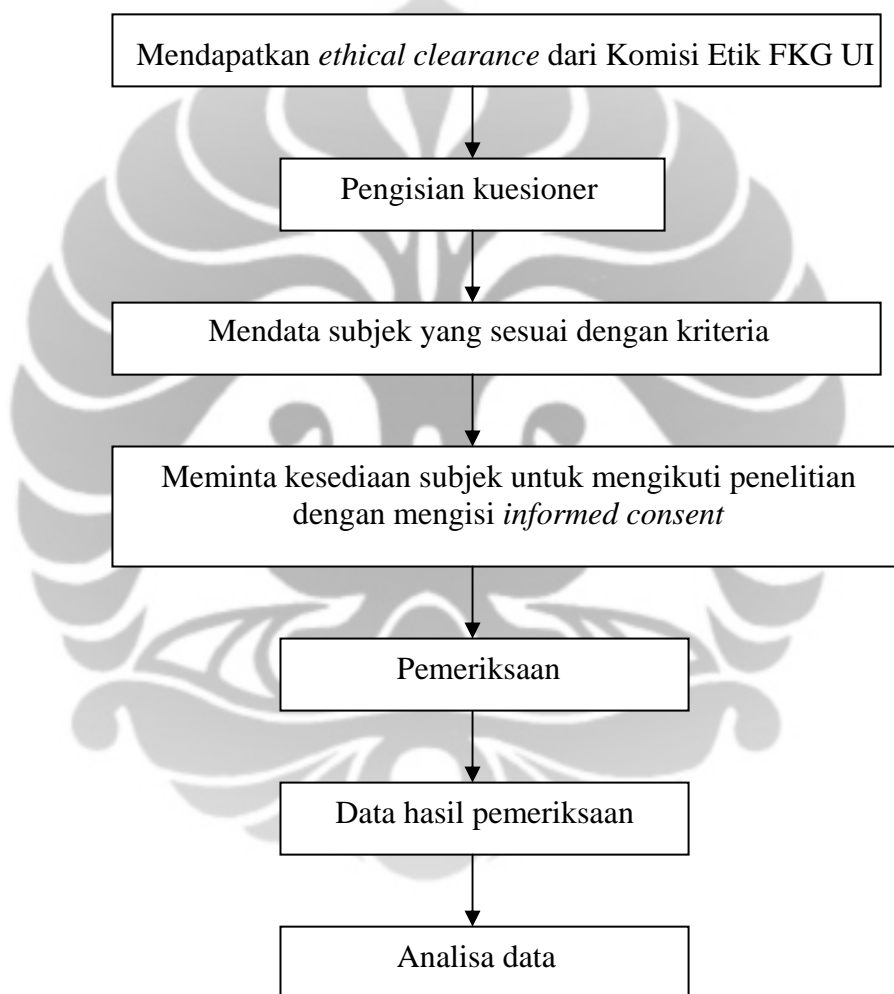 Mendapatkan ethical clearance dari Komisi Etik FKG UI
Pengisian kuesioner
Mendata subjek yang sesuai dengan kriteria
Meminta kesediaan subjek untuk mengikuti penelitian
dengan mengisi informed consent
Pemeriksaan
Data hasil pemeriksaan
Analisa data